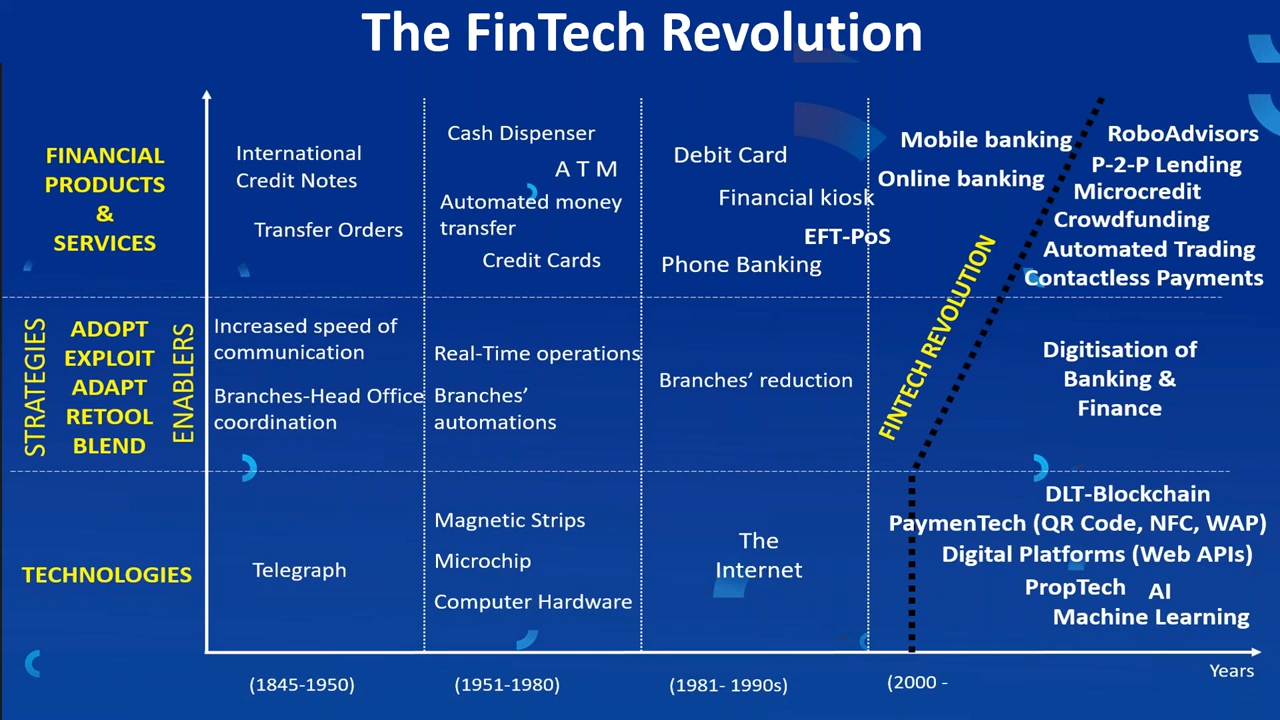 The FinTech Revolution
FINANCIAL
PRODUCTS
&
SERVICES
International
Credit Notes
Transfer Orders
Cash Dispenser
A T M
Automated money
transfer
Credit Cards
Debit Card
Financial kiosk
EFT-PoS
Phone Banking
Mobile banking
Online banking
RoboAdvisors
P-2-P Lending
Microcredit
Crowdfunding
Automated Trading
Contactless Payments
FINTECH REVOLUTION
STRATEGIES
ADOPT
EXPLOIT
ADAPT
RETOOL
BLEND
ENABLERS
Increased speed of
communication
Branches-Head Office
coordination
Real-Time operations
Branches’
automations
Branches’ reduction
Digitisation of
Banking &
Finance
TECHNOLOGIES
Telegraph
Magnetic Strips
Microchip
Computer Hardware
The
Internet
DLT-Blockchain
PaymenTech (QR Code, NFC, WAP)
Digital Platforms (Web APIs)
PropTech AI
Machine Learning
Years
(1845-1950)
(1951-1980)
(1981- 1990s)
(2000 -